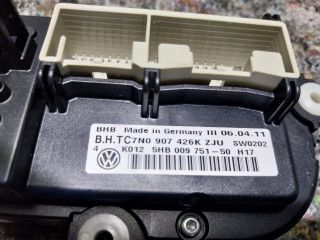 BHB Made in Germany III 06.04.11
B.H.TC7N0 907 426K ZJU SW0202
4 K012 5HB 009 751-50 H17